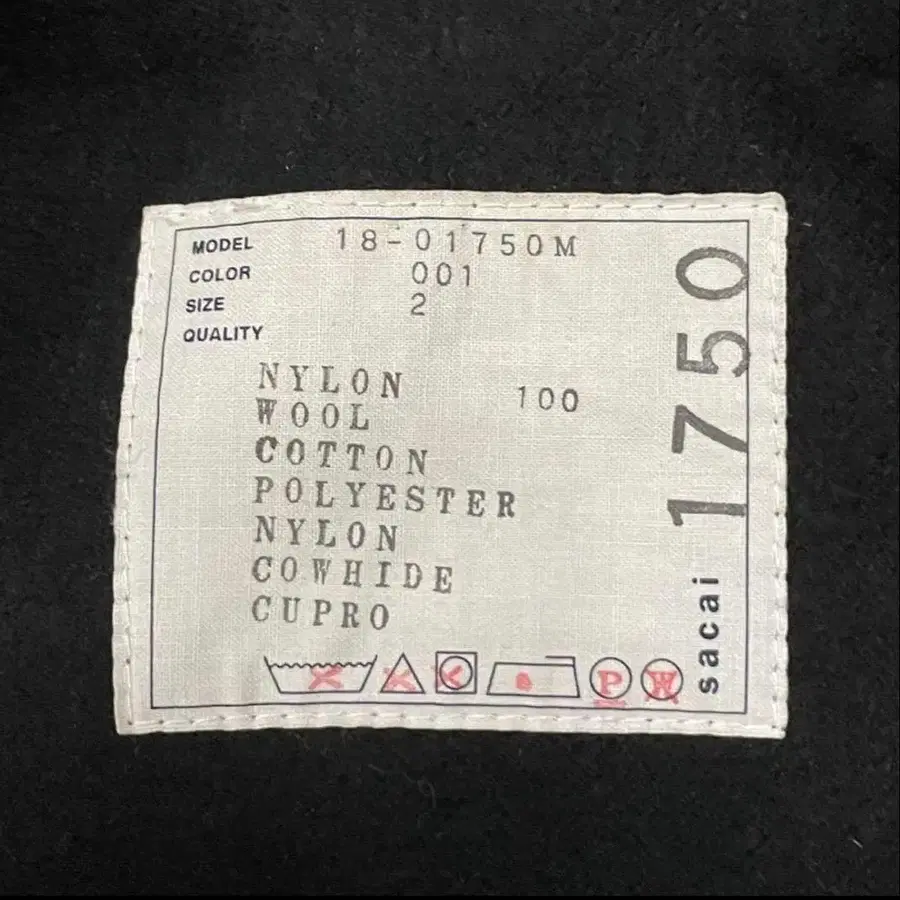 MODEL 18-01750M
COLOR 001
SIZE 2
QUALITY
NYLON 100
WOOL
COTTON
POLYESTER
NYLON
COWHIDE
CUPRO
P W
sacai 1750